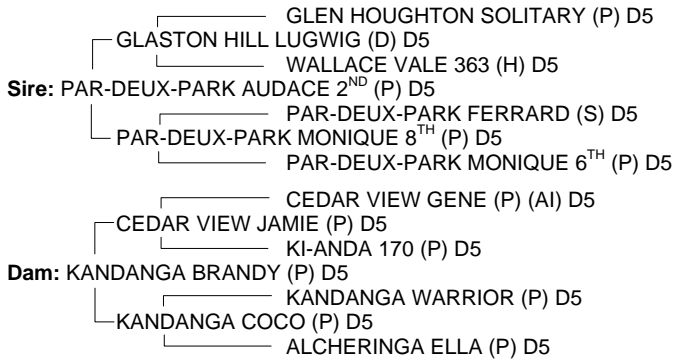 GLEN HOUGHTON SOLITARY (P) D5
GLASTON HILL LUGWIG (D) D5
WALLACE VALE 363 (H) D5
Sire: PAR-DEUX-PARK AUDACE 2ND (P) D5
PAR-DEUX-PARK FERRARD (S) D5
PAR-DEUX-PARK MONIQUE 8TH (P) D5
PAR-DEUX-PARK MONIQUE 6TH (P) D5
CEDAR VIEW GENE (P) (AI) D5
CEDAR VIEW JAMIE (P) D5
KI-ANDA 170 (P) D5
Dam: KANDANGA BRANDY (P) D5
KANDANGA WARRIOR (P) D5
KANDANGA COCO (P) D5
ALCHERINGA ELLA (P) D5